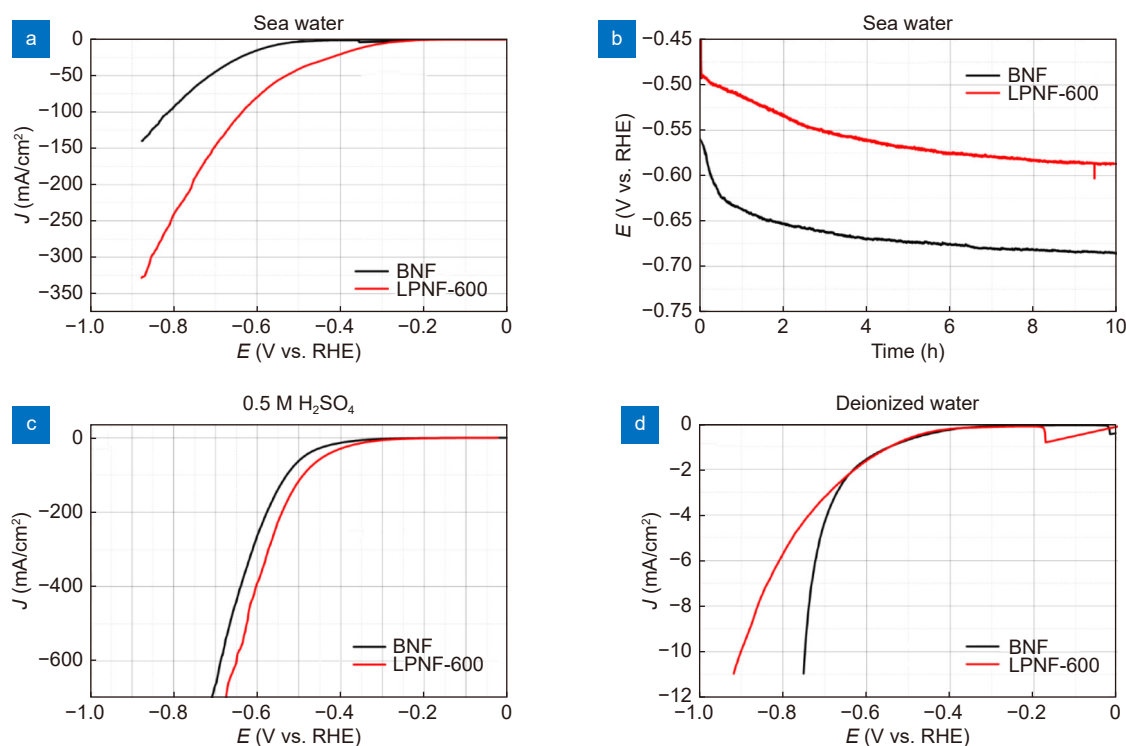 a
Sea water
0
−50
−100
−150
−200
−250
−300
−350
J (mA/cm²)
BNF
LPNF-600
−1.0 −0.8 −0.6 −0.4 −0.2 0
E (V vs. RHE)
b
Sea water
−0.45
−0.50
−0.55
−0.60
−0.65
−0.70
−0.75
E (V vs. RHE)
BNF
LPNF-600
0 2 4 6 8 10
Time (h)
c
0.5 M H₂SO₄
0
−200
−400
−600
J (mA/cm²)
BNF
LPNF-600
−1.0 −0.8 −0.6 −0.4 −0.2 0
E (V vs. RHE)
d
Deionized water
0
−2
−4
−6
−8
−10
−12
J (mA/cm²)
BNF
LPNF-600
−1.0 −0.8 −0.6 −0.4 −0.2 0
E (V vs. RHE)